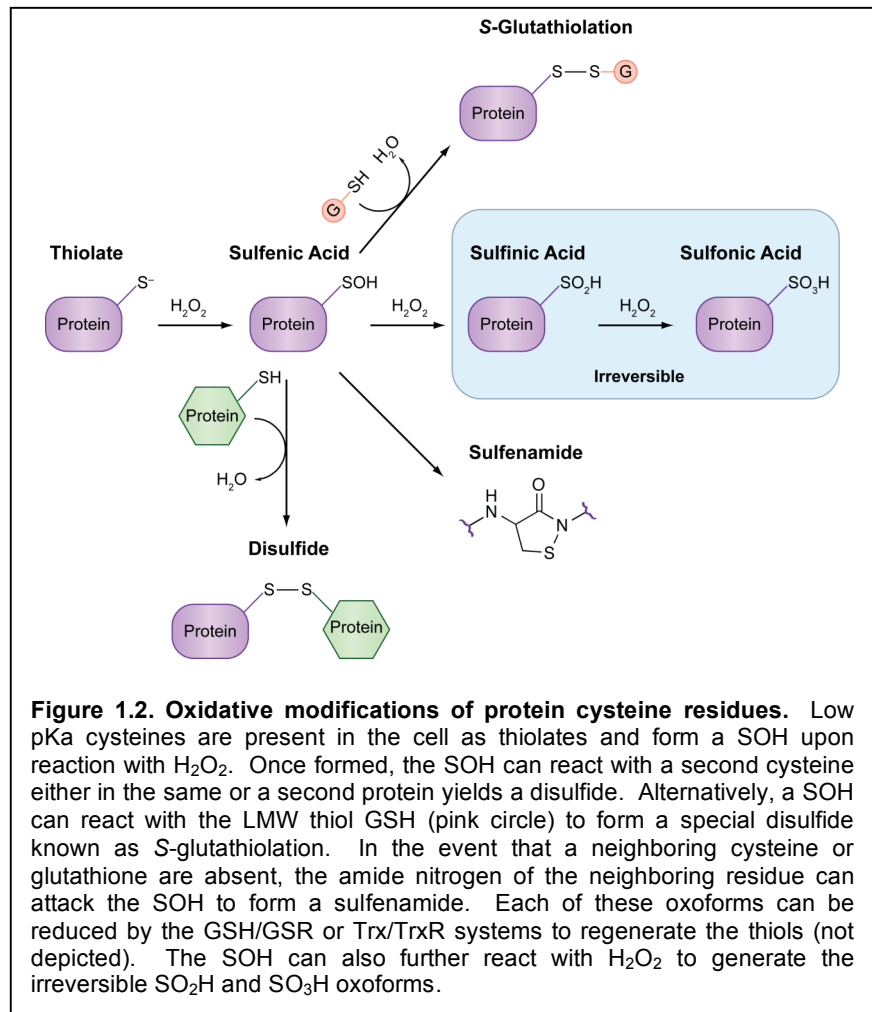 S-Glutathiolation
S—S—G
Protein
G-SH H₂O
Thiolate
S⁻
Protein
H₂O₂
Sulfenic Acid
SOH
Protein
H₂O₂
Sulfinic Acid
SO₂H
Protein
H₂O₂
Sulfonic Acid
SO₃H
Protein
Irreversible
SH
Protein
H₂O
Sulfenamide
O
H
N
N
S
Disulfide
S—S
Protein
Protein
Figure 1.2. Oxidative modifications of protein cysteine residues. Low
pKa cysteines are present in the cell as thiolates and form a SOH upon
reaction with H₂O₂. Once formed, the SOH can react with a second cysteine
either in the same or a second protein yields a disulfide. Alternatively, a SOH
can react with the LMW thiol GSH (pink circle) to form a special disulfide
known as S-glutathiolation. In the event that a neighboring cysteine or
glutathione are absent, the amide nitrogen of the neighboring residue can
attack the SOH to form a sulfenamide. Each of these oxoforms can be
reduced by the GSH/GSR or Trx/TrxR systems to regenerate the thiols (not
depicted). The SOH can also further react with H₂O₂ to generate the
irreversible SO₂H and SO₃H oxoforms.